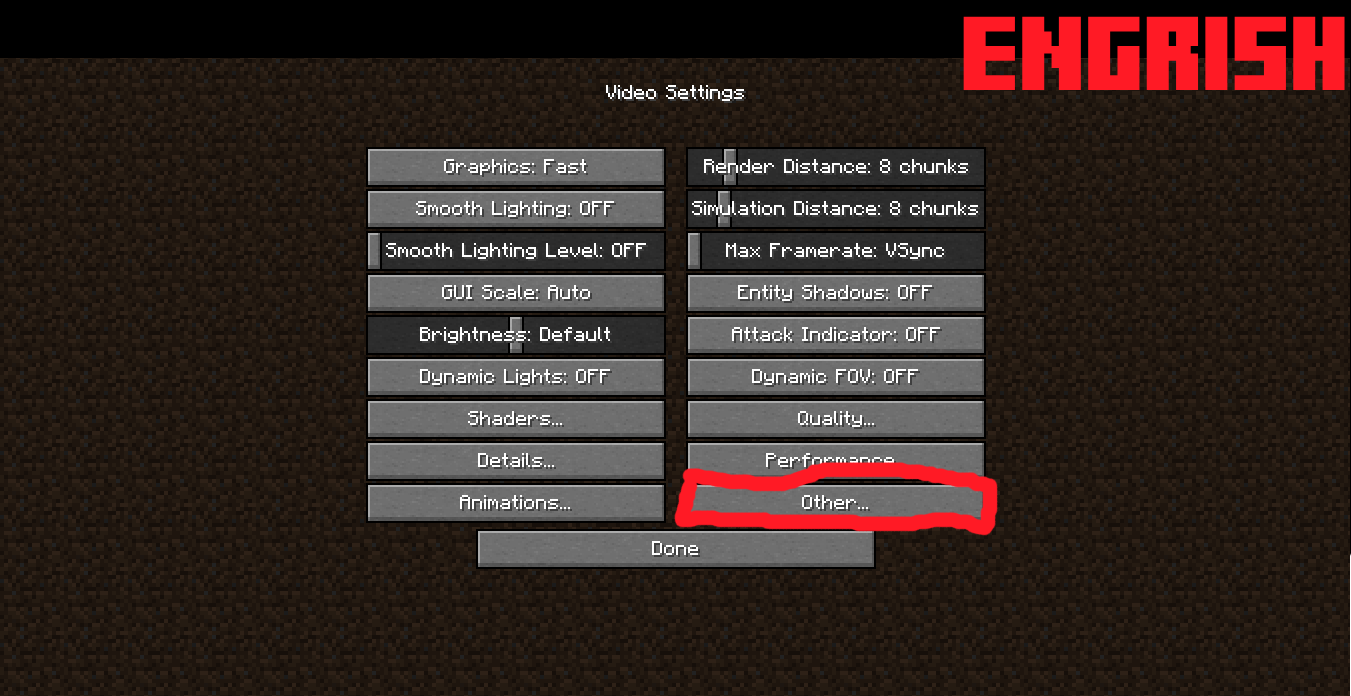 ENGRISH
Video Settings
Graphics: Fast
Render Distance: 8 chunks
Smooth Lighting: OFF
Simulation Distance: 8 chunks
Smooth Lighting Level: OFF
Max Framerate: VSync
GUI Scale: Auto
Entity Shadows: OFF
Brightness: Default
Attack Indicator: OFF
Dynamic Lights: OFF
Dynamic FOV: OFF
Shaders...
Quality...
Details...
Performance...
Animations...
Other...
Done